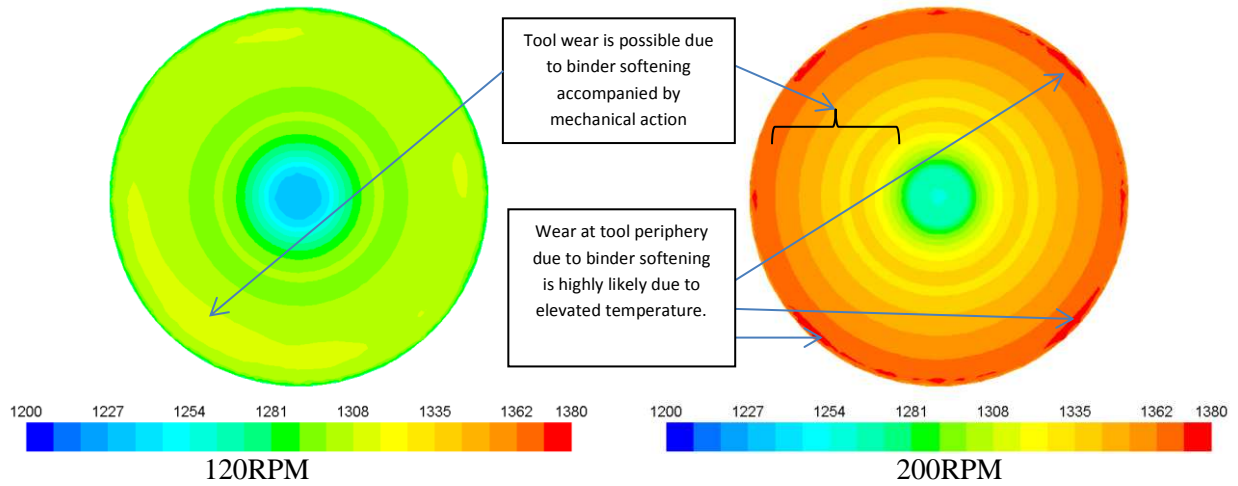 Tool wear is possible due
to binder softening
accompanied by
mechanical action
Wear at tool periphery
due to binder softening
is highly likely due to
elevated temperature.
1200 1227 1254 1281 1308 1335 1362 1380
120RPM
1200 1227 1254 1281 1308 1335 1362 1380
200RPM